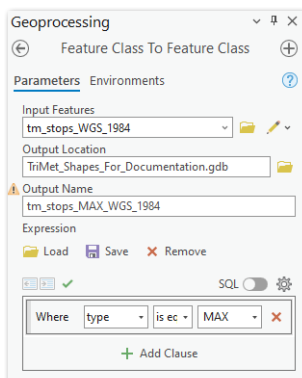 Geoprocessing
Feature Class To Feature Class
Parameters Environments
Input Features
tm_stops_WGS_1984
Output Location
TriMet_Shapes_For_Documentation.gdb
Output Name
tm_stops_MAX_WGS_1984
Expression
Load Save Remove
SQL
Where type is ec MAX
Add Clause